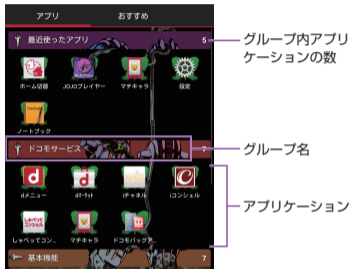 アプリ おすすめ
最近使ったアプリ 5
ホーム切替 JOJOプレイヤー マチキャラ 設定
ノートブック
ドコモサービス 7
dメニュー dマーケット iチャネル iコンシェル
しゃべってコン... マチキャラ ドコモバックア...
基本機能 7
グループ内アプリ
ケーションの数
グループ名
アプリケーション